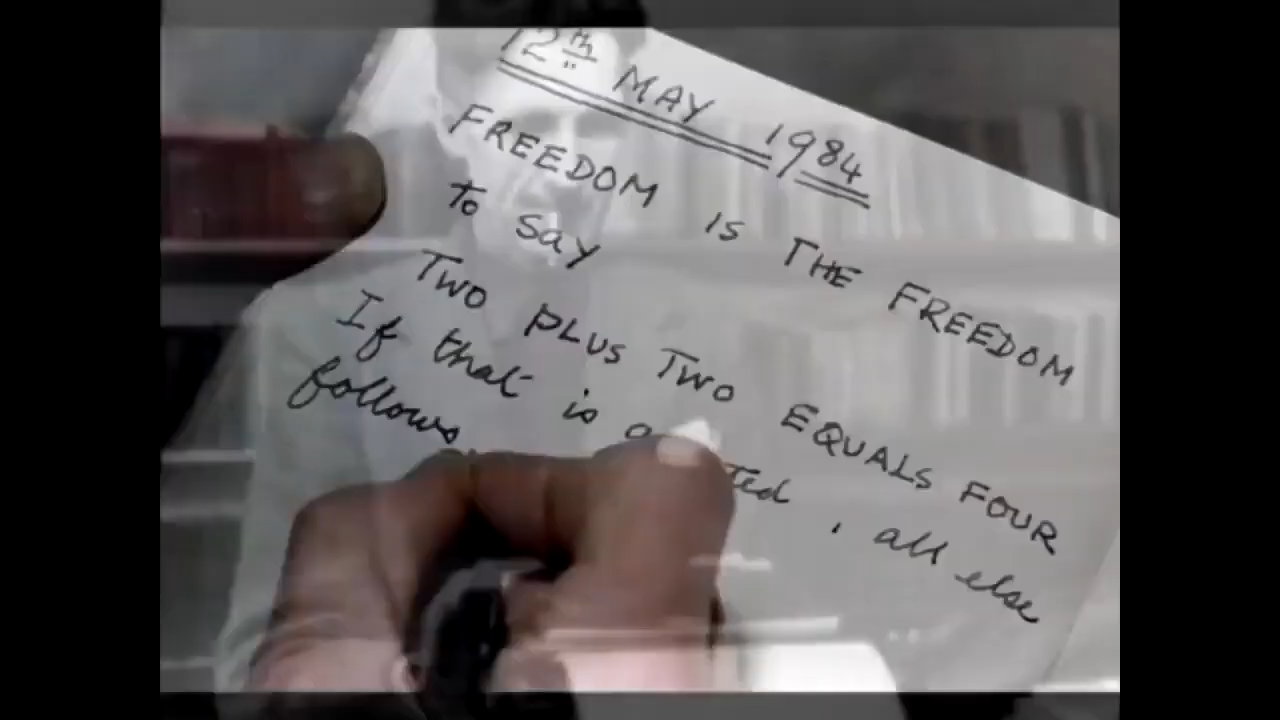 12th MAY 1984
FREEDOM IS THE FREEDOM
to say
TWO PLUS TWO EQUALS FOUR
If that is , all else
follows